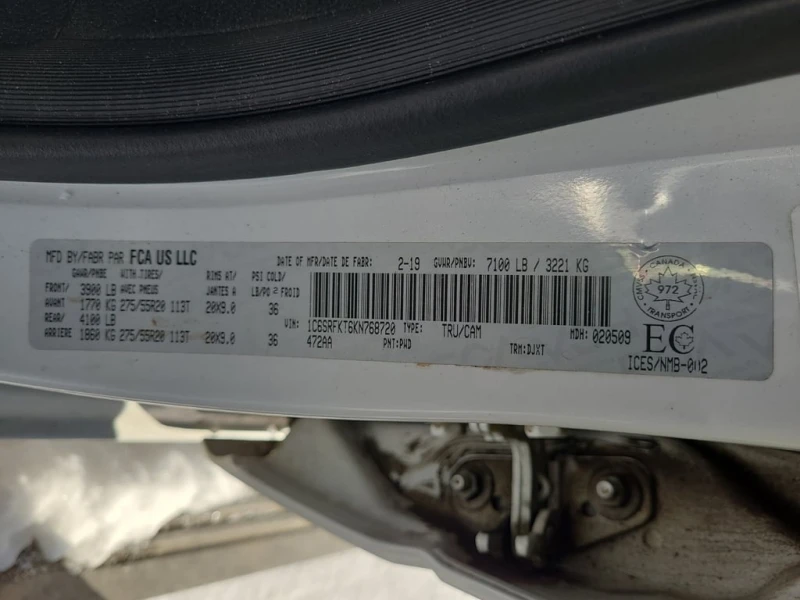 MFD BY/FABR PAR FCA US LLC DATE OF MFR/DATE DE FABR: 2-19 GVWR/PNBV: 7100 LB / 3221 KG
GAWR/PNBE WITH TIRES/ RIMS AT/ PSI COLD/
FRONT/ 3900 LB AVEC PNEUS JANTES A LB/PO² FROID
AVANT 1770 KG 275/55R20 113T 20X9.0 36
REAR/ 4100 LB
ARRIERE 1860 KG 275/55R20 113T 20X9.0 36
VIN: 1C6SRFKT6KN768720 TYPE: TRU/CAM MDH: 020509
472AA PNT: PWD TRM: DJXT
CANADA
972
TRANSPORT
EC
ICES/NMB-002